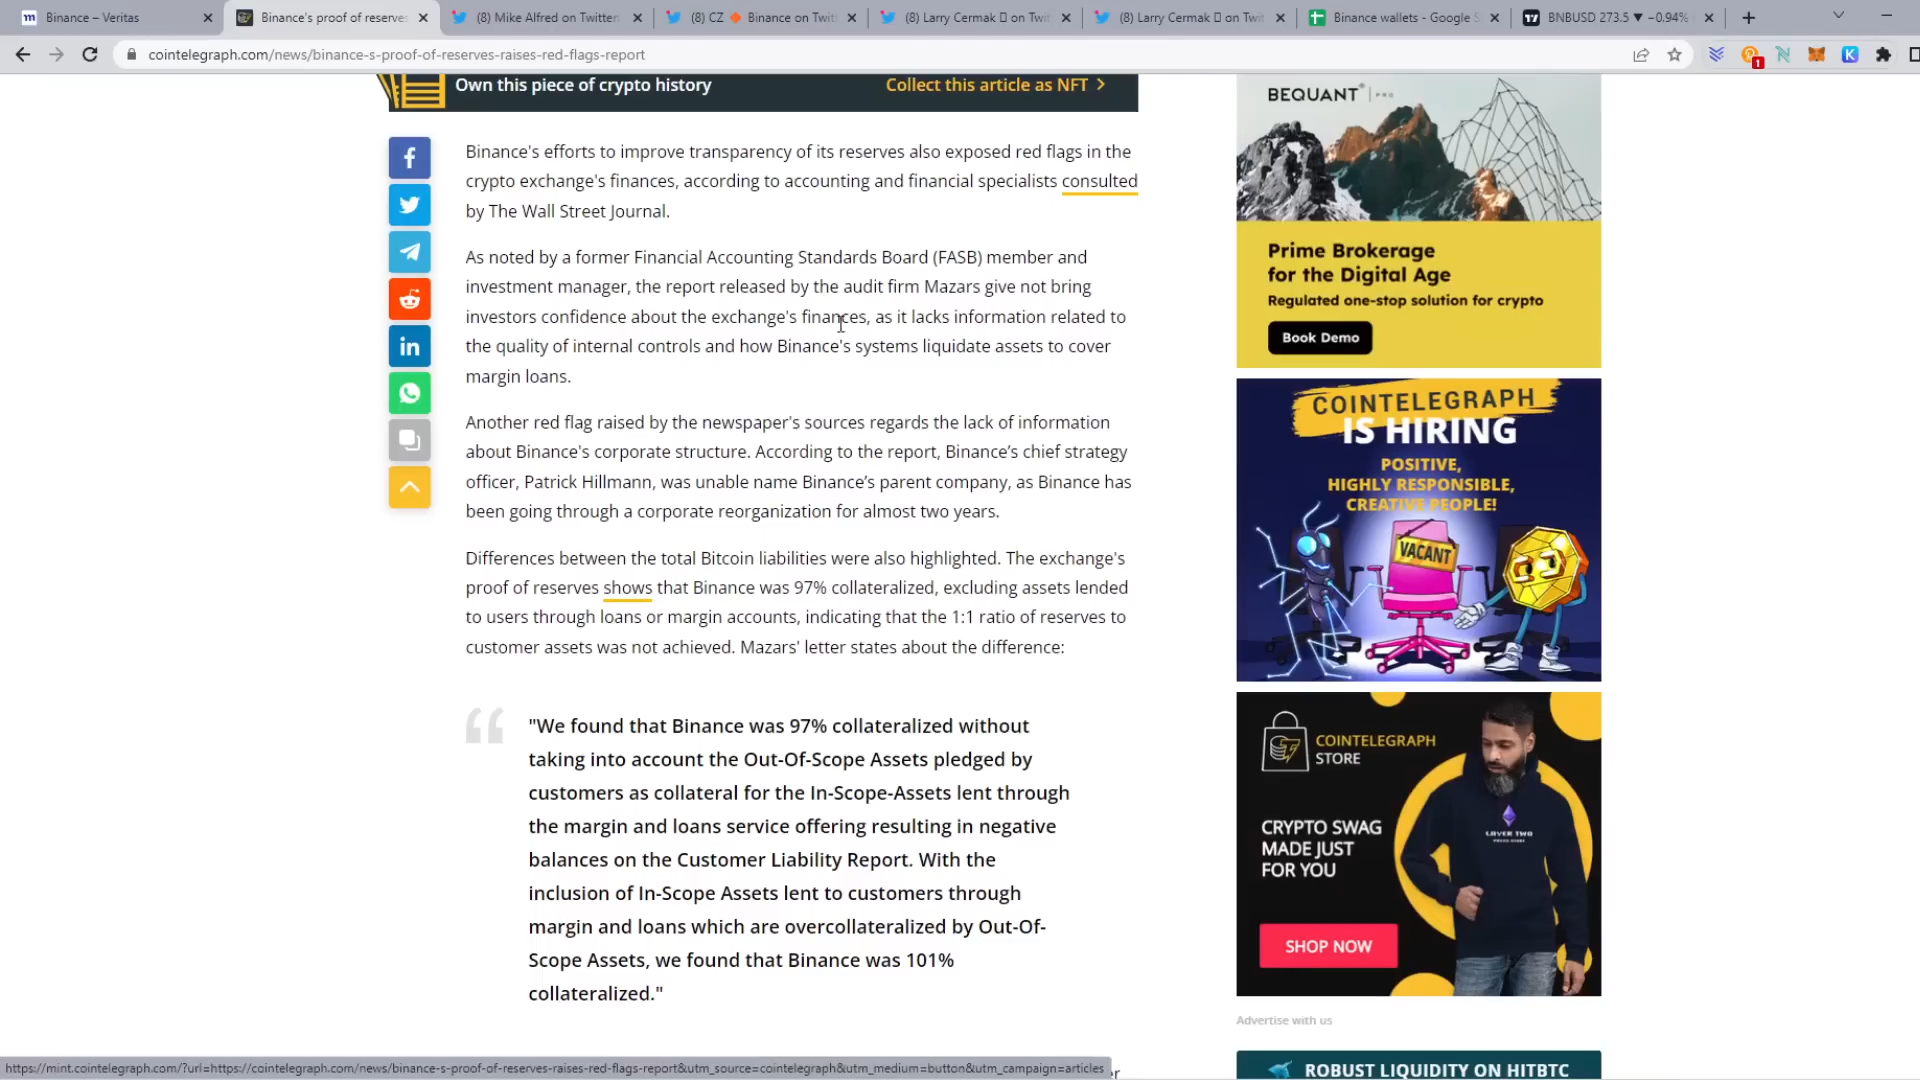 Binance – Veritas
Binance's proof of reserves
(8) Mike Alfred on Twitter
(8) CZ Binance on Twit
(8) Larry Cermak on Twi
(8) Larry Cermak on Twi
Binance wallets - Google S
BNBUSD 273.5 ▼ −0.94%
cointelegraph.com/news/binance-s-proof-of-reserves-raises-red-flags-report
1
Own this piece of crypto history
Collect this article as NFT >
Binance's efforts to improve transparency of its reserves also exposed red flags in the
crypto exchange's finances, according to accounting and financial specialists consulted
by The Wall Street Journal.
As noted by a former Financial Accounting Standards Board (FASB) member and
investment manager, the report released by the audit firm Mazars give not bring
investors confidence about the exchange's finances, as it lacks information related to
the quality of internal controls and how Binance's systems liquidate assets to cover
margin loans.
Another red flag raised by the newspaper's sources regards the lack of information
about Binance's corporate structure. According to the report, Binance’s chief strategy
officer, Patrick Hillmann, was unable name Binance’s parent company, as Binance has
been going through a corporate reorganization for almost two years.
Differences between the total Bitcoin liabilities were also highlighted. The exchange's
proof of reserves shows that Binance was 97% collateralized, excluding assets lended
to users through loans or margin accounts, indicating that the 1:1 ratio of reserves to
customer assets was not achieved. Mazars' letter states about the difference:
"We found that Binance was 97% collateralized without
taking into account the Out-Of-Scope Assets pledged by
customers as collateral for the In-Scope-Assets lent through
the margin and loans service offering resulting in negative
balances on the Customer Liability Report. With the
inclusion of In-Scope Assets lent to customers through
margin and loans which are overcollateralized by Out-Of-
Scope Assets, we found that Binance was 101%
collateralized."
BEQUANT PRO
Prime Brokerage
for the Digital Age
Regulated one-stop solution for crypto
Book Demo
COINTELEGRAPH
IS HIRING
POSITIVE,
HIGHLY RESPONSIBLE,
CREATIVE PEOPLE!
VACANT
COINTELEGRAPH
STORE
CRYPTO SWAG
MADE JUST
FOR YOU
LAYER TWO
SHOP NOW
Advertise with us
ROBUST LIQUIDITY ON HITBTC
https://mint.cointelegraph.com/?url=https://cointelegraph.com/news/binance-s-proof-of-reserves-raises-red-flags-report&utm_source=cointelegraph&utm_medium=button&utm_campaign=articles